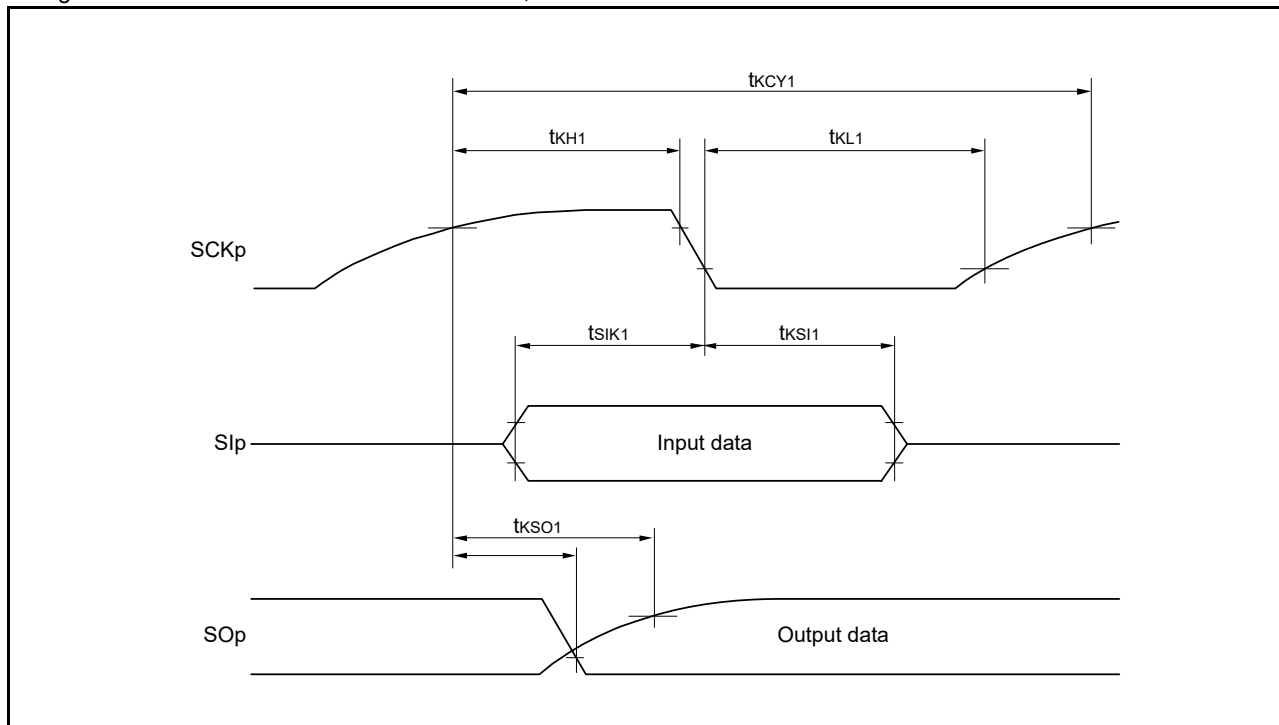 tKCY1
tKH1
tKL1
SCKp
tSIK1
tKSI1
SIp
Input data
tKSO1
SOp
Output data